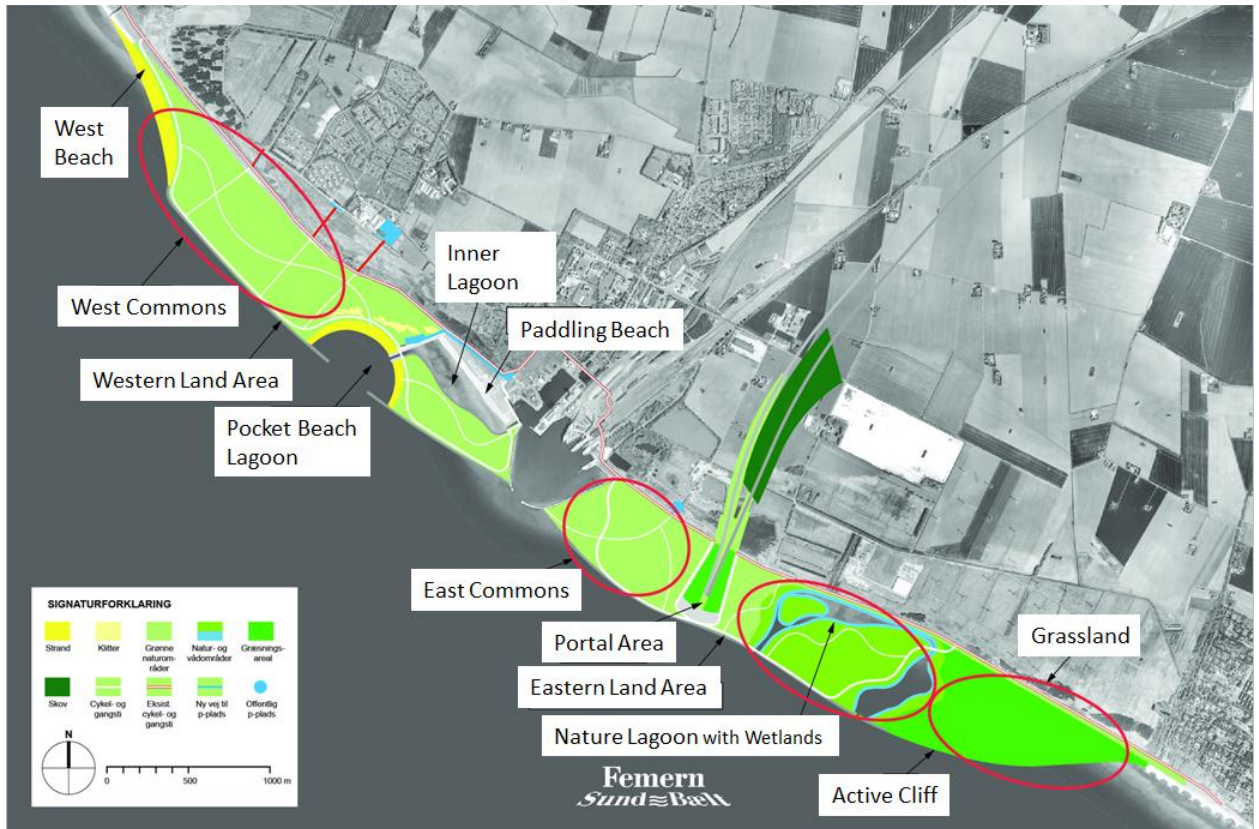 West
Beach
West Commons
Western Land Area
Pocket Beach
Lagoon
Inner
Lagoon
Paddling Beach
East Commons
Portal Area
Eastern Land Area
Nature Lagoon with Wetlands
Grassland
Active Cliff
SIGNATURFORKLARING
Strand
Klitter
Grønne
naturom-
råder
Natur- og
vådområder
Græsnings-
areal
Skov
Cykel- og
gangsti
Eksist.
cykel- og
gangsti
Ny vej til
p-plads
Offentlig
p-plads
N
0 500 1000 m
Femern
Sund≈Bælt